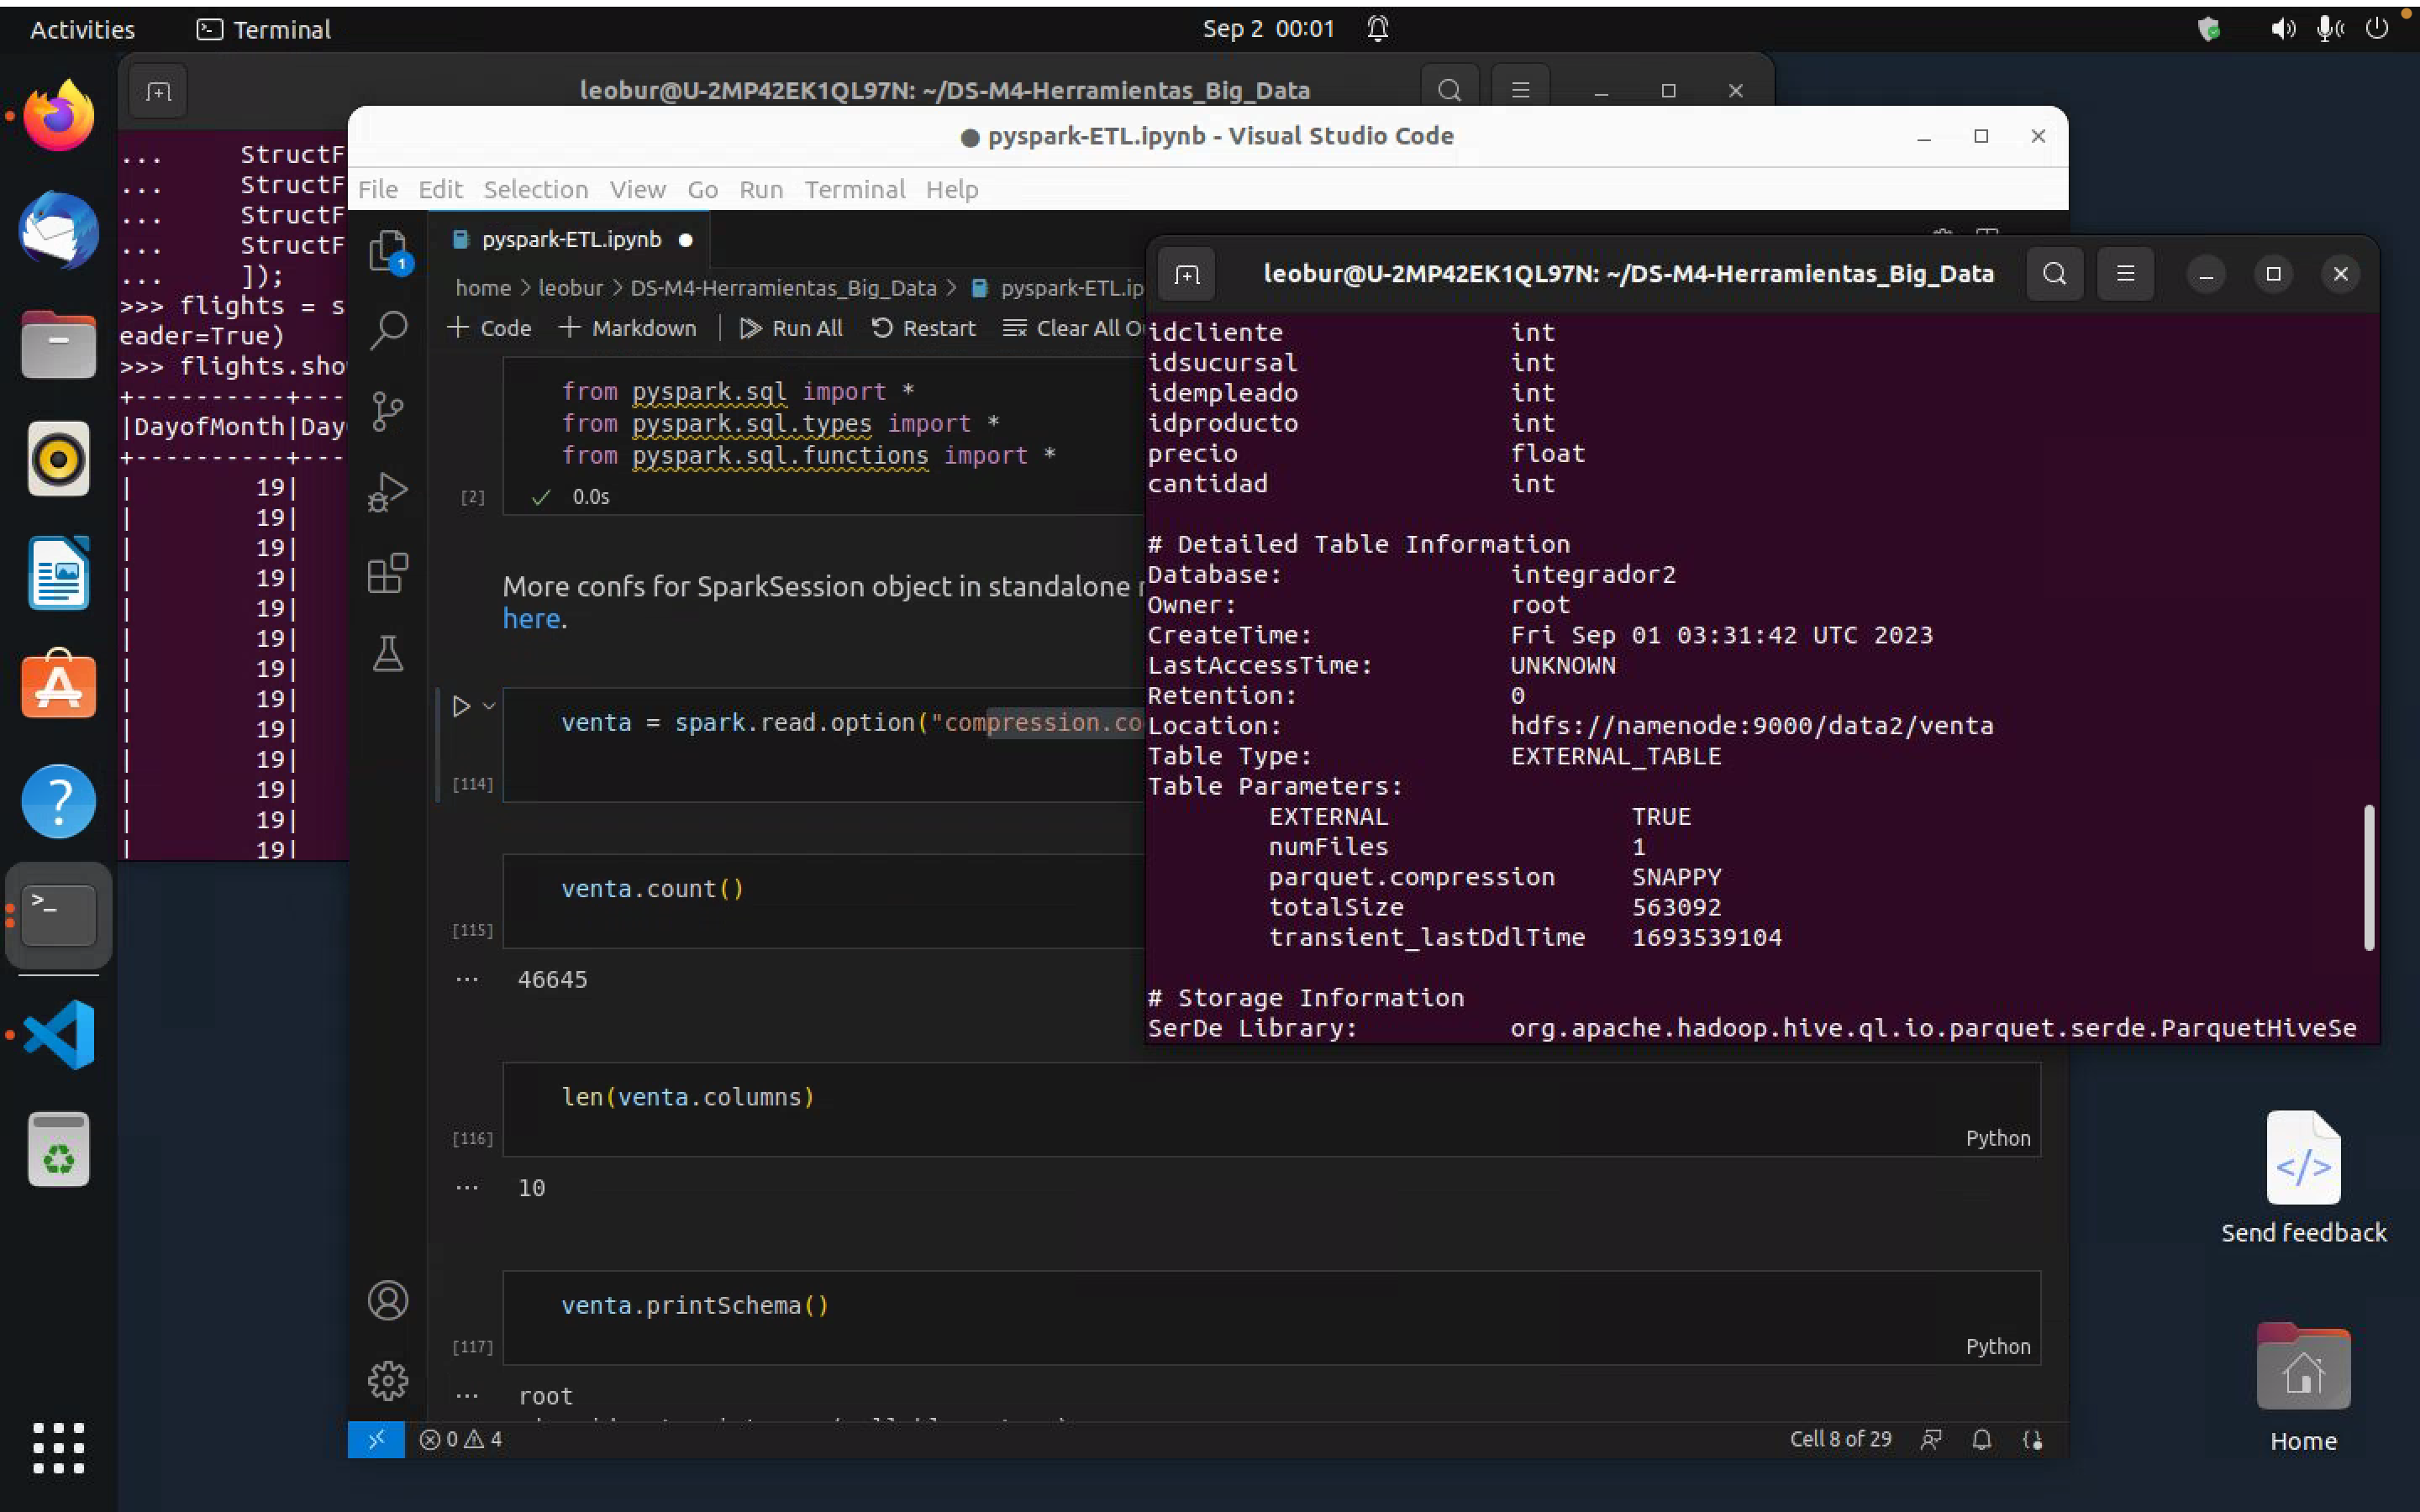 Activities
Terminal
Sep 2 00:01
leobur@U-2MP42EK1QL97N: ~/DS-M4-Herramientas_Big_Data
... StructF
... StructF
... StructF
... StructF
... ]);
>>> flights = s
eader=True)
>>> flights.sho
+----------+---
|DayofMonth|Day
+----------+---
| 19|
| 19|
| 19|
| 19|
| 19|
| 19|
| 19|
| 19|
| 19|
| 19|
| 19|
| 19|
| 19|
● pyspark-ETL.ipynb - Visual Studio Code
File Edit Selection View Go Run Terminal Help
1
pyspark-ETL.ipynb ●
home > leobur > DS-M4-Herramientas_Big_Data > pyspark-ETL.ip
+ Code + Markdown | Run All Restart Clear All O
from pyspark.sql import *
from pyspark.sql.types import *
from pyspark.sql.functions import *
[2] ✓ 0.0s
More confs for SparkSession object in standalone
here.
venta = spark.read.option("compression.co
[114]
venta.count()
[115]
... 46645
len(venta.columns)
[116] Python
... 10
venta.printSchema()
[117] Python
... root
0 4
Cell 8 of 29
leobur@U-2MP42EK1QL97N: ~/DS-M4-Herramientas_Big_Data
idcliente int
idsucursal int
idempleado int
idproducto int
precio float
cantidad int
# Detailed Table Information
Database: integrador2
Owner: root
CreateTime: Fri Sep 01 03:31:42 UTC 2023
LastAccessTime: UNKNOWN
Retention: 0
Location: hdfs://namenode:9000/data2/venta
Table Type: EXTERNAL_TABLE
Table Parameters:
EXTERNAL TRUE
numFiles 1
parquet.compression SNAPPY
totalSize 563092
transient_lastDdlTime 1693539104
# Storage Information
SerDe Library: org.apache.hadoop.hive.ql.io.parquet.serde.ParquetHiveSe
Send feedback
Home